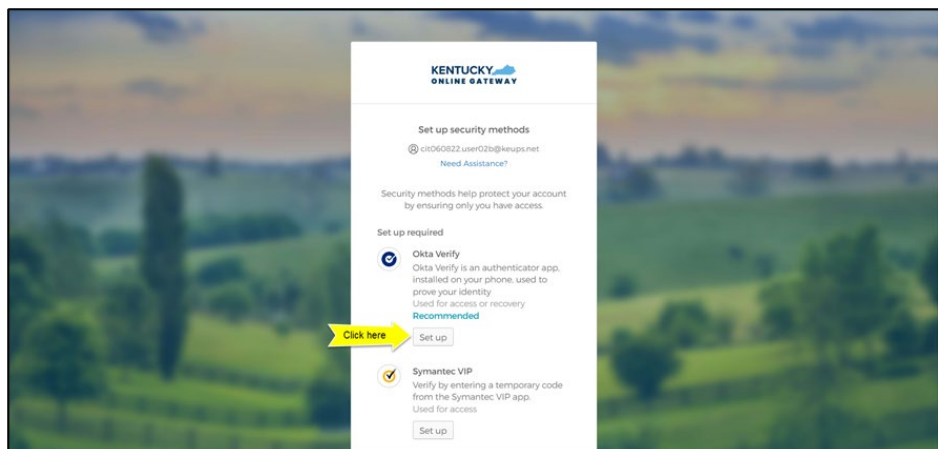 KENTUCKY
ONLINE GATEWAY
Set up security methods
cit060822.user02b@keups.net
Need Assistance?
Security methods help protect your account
by ensuring only you have access.
Set up required
Okta Verify
Okta Verify is an authenticator app,
installed on your phone, used to
prove your identity
Used for access or recovery
Recommended
Click here
Set up
Symantec VIP
Verify by entering a temporary code
from the Symantec VIP app.
Used for access
Set up